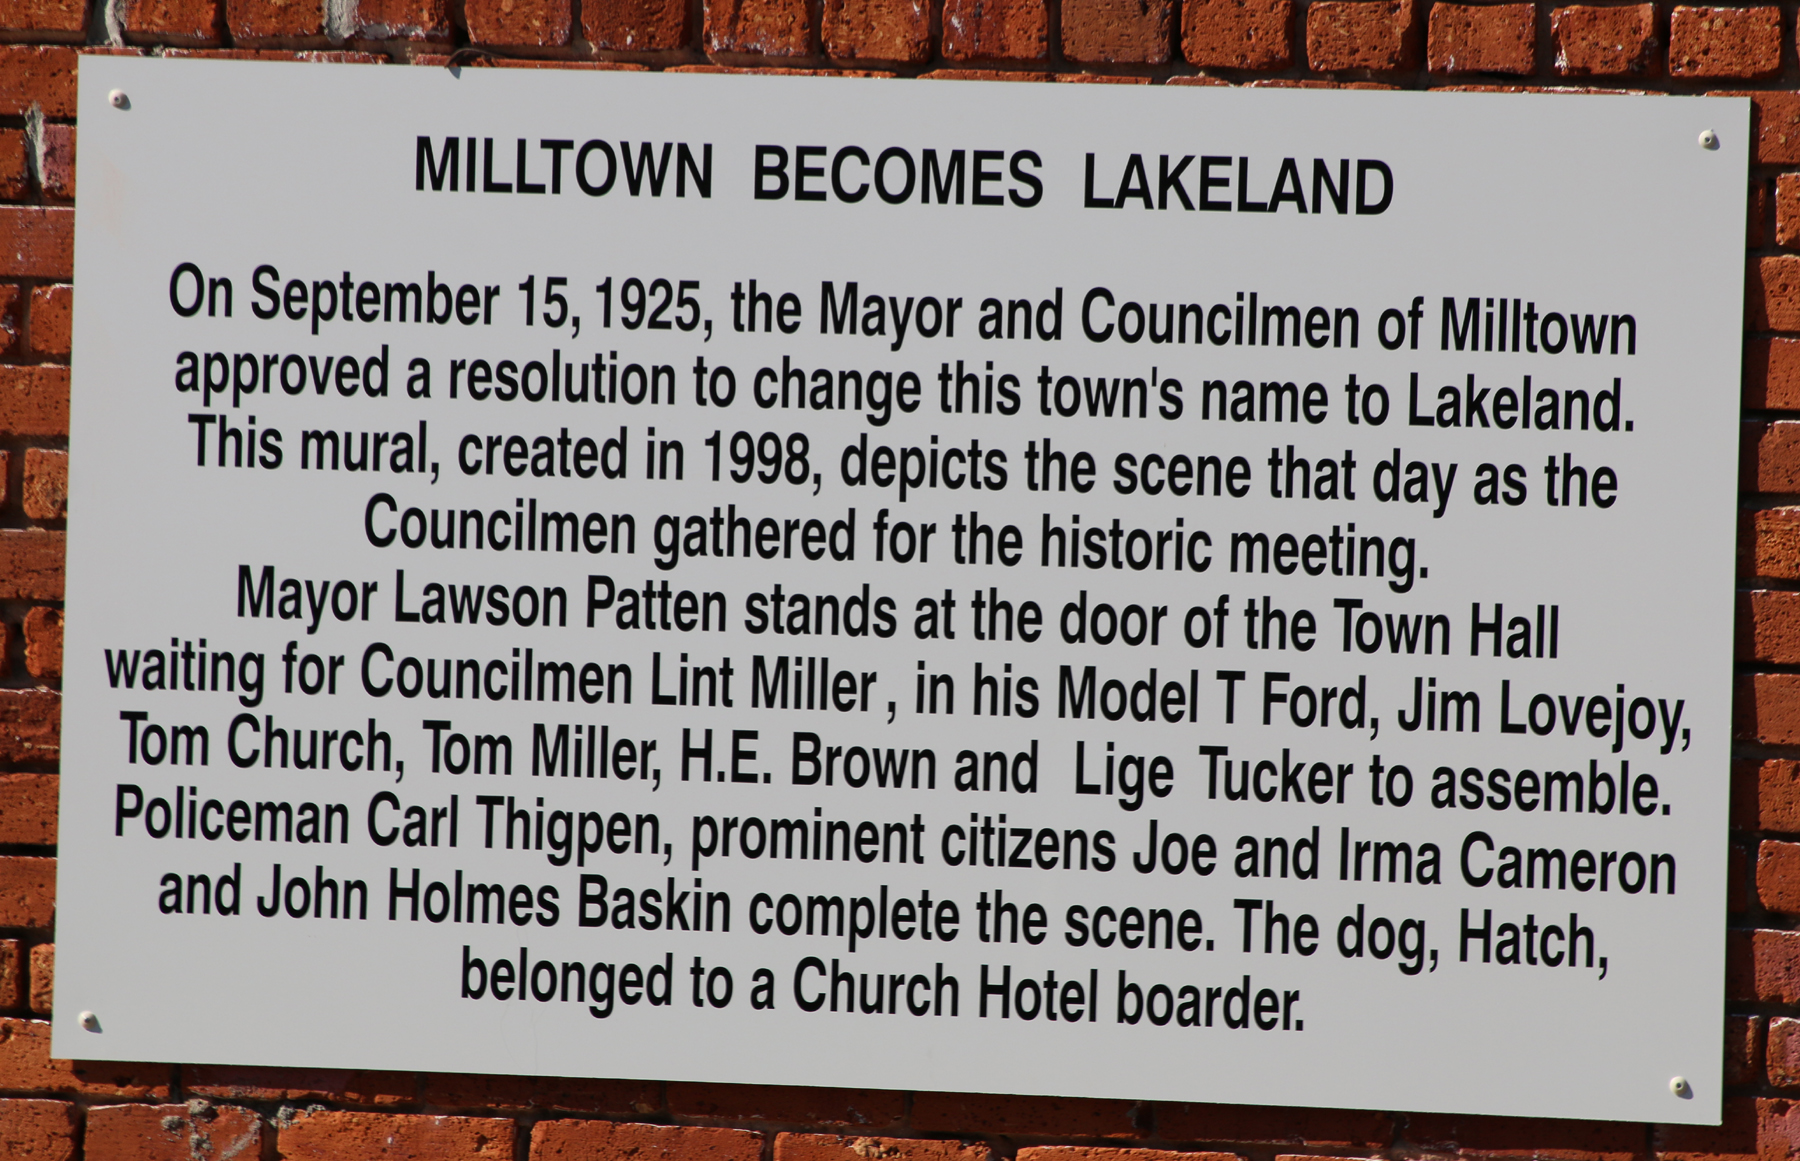 MILLTOWN BECOMES LAKELAND
On September 15, 1925, the Mayor and Councilmen of Milltown
approved a resolution to change this town's name to Lakeland.
This mural, created in 1998, depicts the scene that day as the
Councilmen gathered for the historic meeting.
Mayor Lawson Patten stands at the door of the Town Hall
waiting for Councilmen Lint Miller , in his Model T Ford, Jim Lovejoy,
Tom Church, Tom Miller, H.E. Brown and Lige Tucker to assemble.
Policeman Carl Thigpen, prominent citizens Joe and Irma Cameron
and John Holmes Baskin complete the scene. The dog, Hatch,
belonged to a Church Hotel boarder.